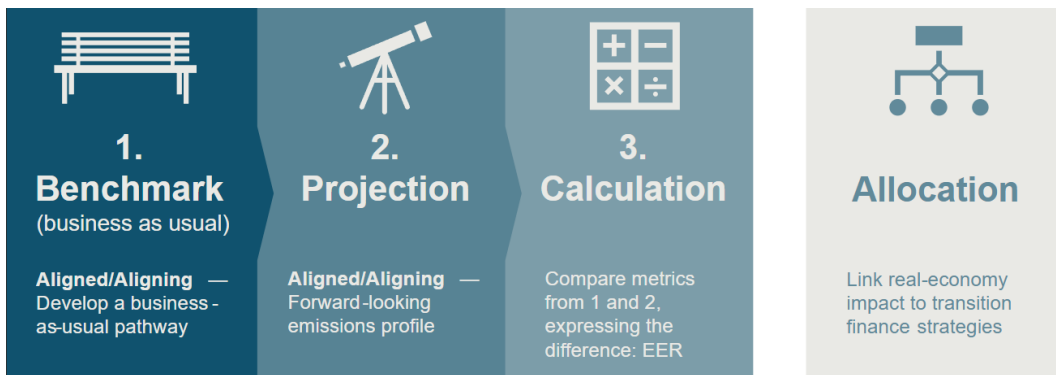 1.
Benchmark
(business as usual)
Aligned/Aligning —
Develop a business-
as-usual pathway
2.
Projection
Aligned/Aligning —
Forward-looking
emissions profile
3.
Calculation
Compare metrics
from 1 and 2,
expressing the
difference: EER
Allocation
Link real-economy
impact to transition
finance strategies